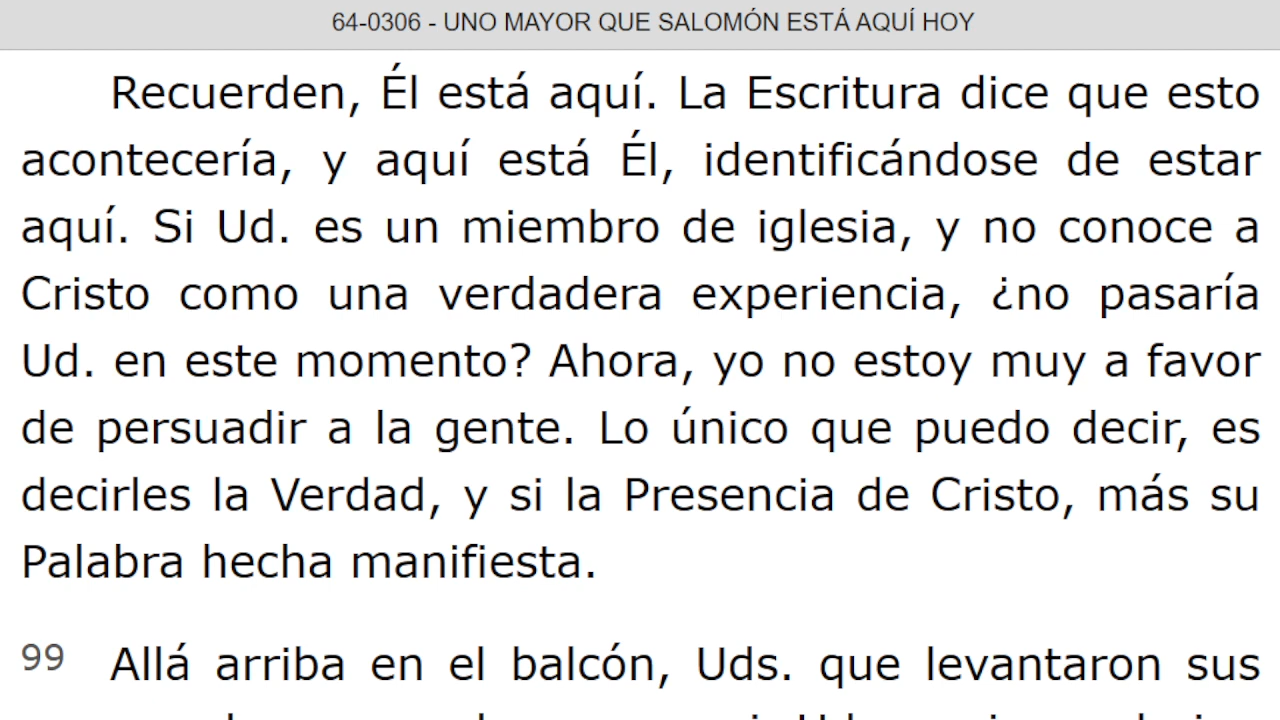 64-0306 - UNO MAYOR QUE SALOMÓN ESTÁ AQUÍ HOY
Recuerden, Él está aquí. La Escritura dice que esto
acontecería, y aquí está Él, identificándose de estar
aquí. Si Ud. es un miembro de iglesia, y no conoce a
Cristo como una verdadera experiencia, ¿no pasaría
Ud. en este momento? Ahora, yo no estoy muy a favor
de persuadir a la gente. Lo único que puedo decir, es
decirles la Verdad, y si la Presencia de Cristo, más su
Palabra hecha manifiesta.
99 Allá arriba en el balcón, Uds. que levantaron sus